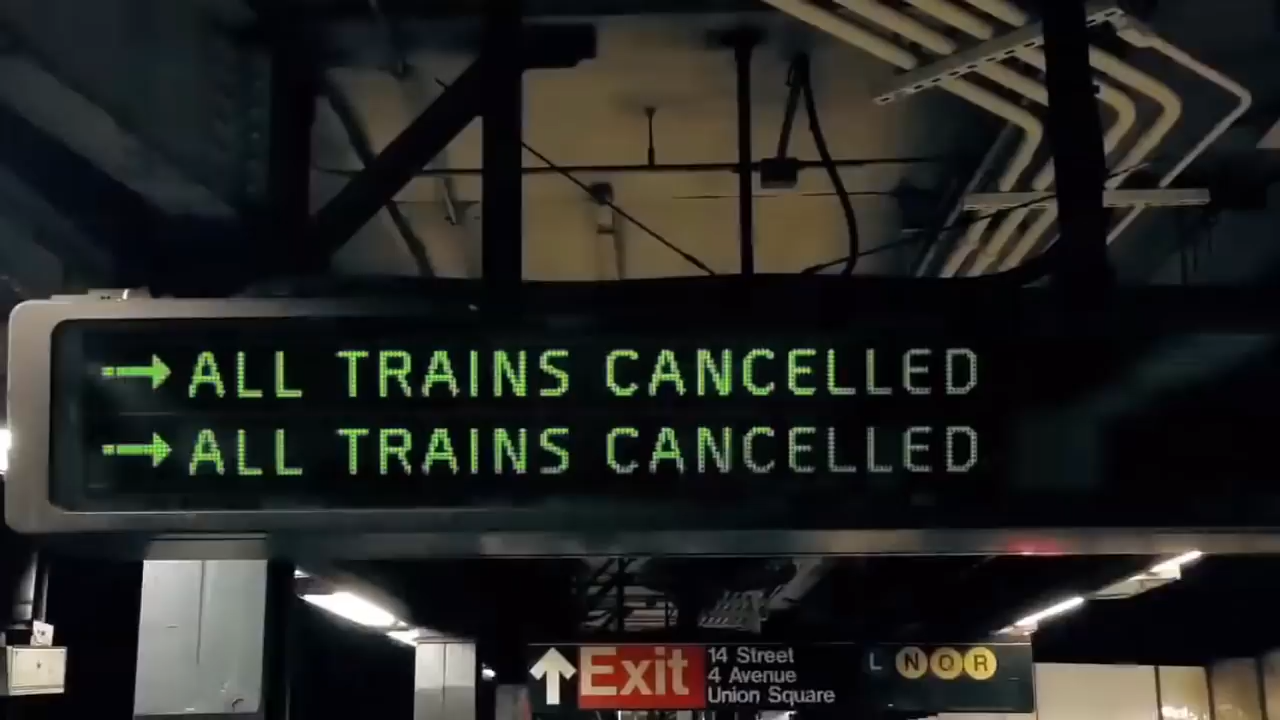 → ALL TRAINS CANCELLED
→ ALL TRAINS CANCELLED
↑ Exit
14 Street
4 Avenue
Union Square
L N Q R